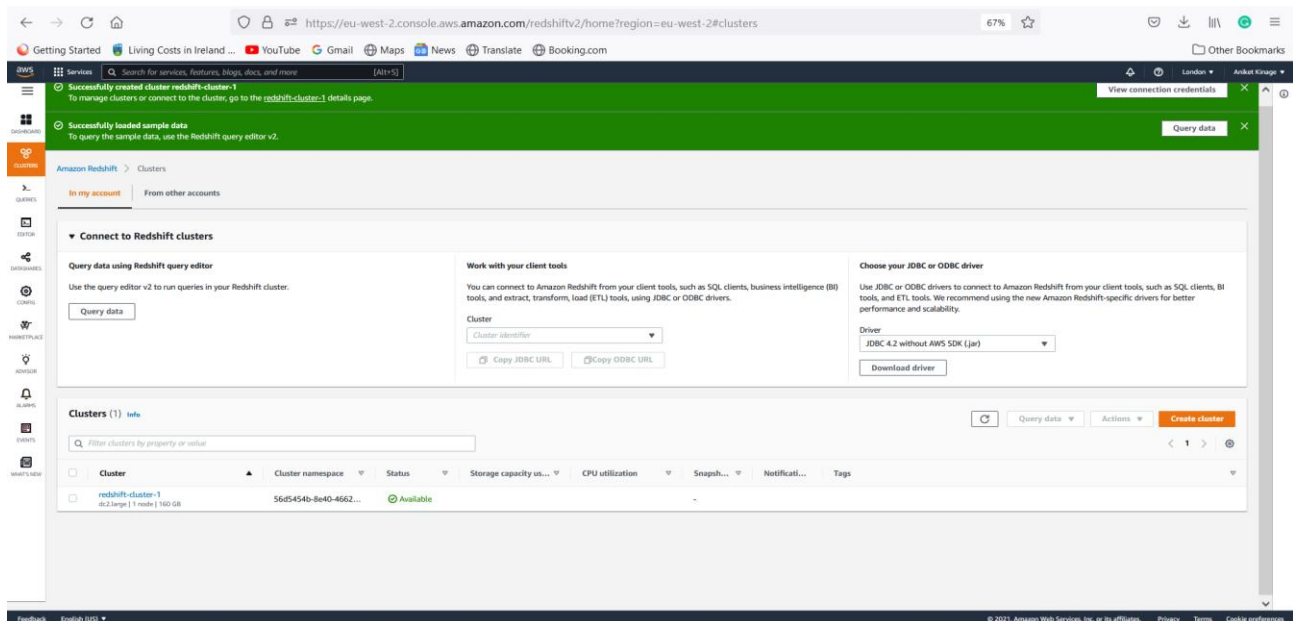 https://eu-west-2.console.aws.amazon.com/redshiftv2/home?region=eu-west-2#clusters 67%
Getting Started Living Costs in Ireland ... YouTube Gmail Maps News Translate Booking.com Other Bookmarks
aws Services Search for services, features, blogs, docs, and more [Alt+S] London Aniket Kinage
Successfully created cluster redshift-cluster-1
To manage clusters or connect to the cluster, go to the redshift-cluster-1 details page.
View connection credentials
DASHBOARD
Successfully loaded sample data
To query the sample data, use the Redshift query editor v2.
Query data
CLUSTERS
QUERIES
EDITOR
DATASHARES
CONFIG
MARKETPLACE
ADVISOR
ALARMS
EVENTS
WHAT'S NEW
Amazon Redshift > Clusters
In my account From other accounts
Connect to Redshift clusters
Query data using Redshift query editor
Use the query editor v2 to run queries in your Redshift cluster.
Query data
Work with your client tools
You can connect to Amazon Redshift from your client tools, such as SQL clients, business intelligence (BI)
tools, and extract, transform, load (ETL) tools, using JDBC or ODBC drivers.
Cluster
Cluster identifier
Copy JDBC URL Copy ODBC URL
Choose your JDBC or ODBC driver
Use JDBC or ODBC drivers to connect to Amazon Redshift from your client tools, such as SQL clients, BI
tools, and ETL tools. We recommend using the new Amazon Redshift-specific drivers for better
performance and scalability.
Driver
JDBC 4.2 without AWS SDK (.jar)
Download driver
Clusters (1) Info
Query data Actions Create cluster
Filter clusters by property or value
< 1 >
Cluster Cluster namespace Status Storage capacity us... CPU utilization Snapsh... Notificati... Tags
redshift-cluster-1 56d5454b-8e40-4662... Available -
dc2.large | 1 node | 160 GB
Feedback English (US) © 2021, Amazon Web Services, Inc. or its affiliates. Privacy Terms Cookie preferences